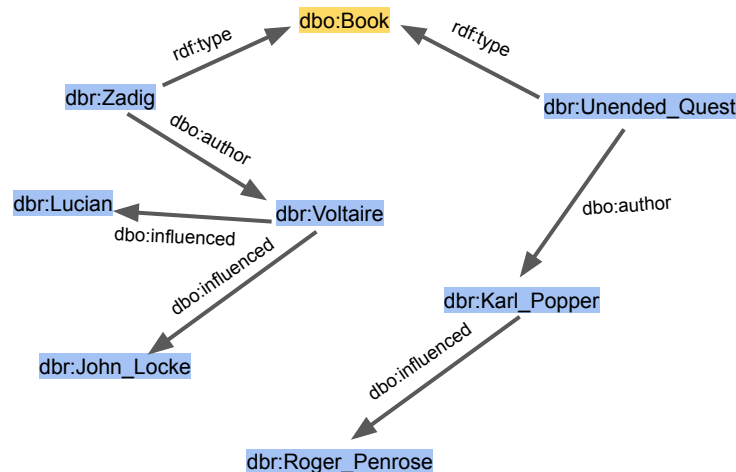 dbo:Book
rdf:type
rdf:type
dbr:Zadig
dbr:Unended_Quest
dbo:author
dbr:Lucian
dbr:Voltaire
dbo:author
dbo:influenced
dbo:influenced
dbr:Karl_Popper
dbr:John_Locke
dbo:influenced
dbr:Roger_Penrose